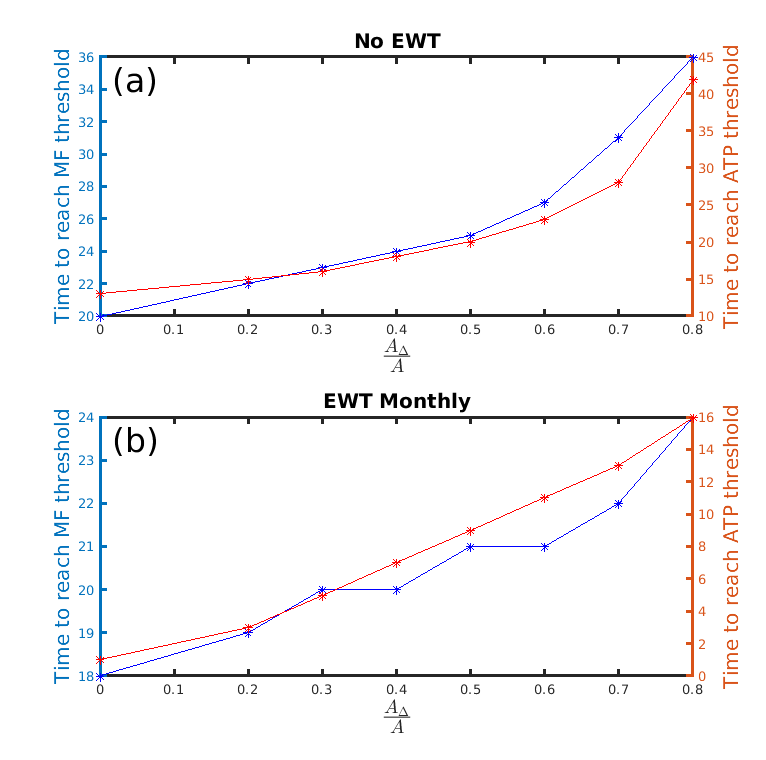 No EWT
(a)
Time to reach MF threshold
36
34
32
30
28
26
24
22
20
Time to reach ATP threshold
45
40
35
30
25
20
15
10
0 0.1 0.2 0.3 0.4 0.5 0.6 0.7 0.8
A_Δ
A
EWT Monthly
(b)
Time to reach MF threshold
24
23
22
21
20
19
18
Time to reach ATP threshold
16
14
12
10
8
6
4
2
0
0 0.1 0.2 0.3 0.4 0.5 0.6 0.7 0.8
A_Δ
A